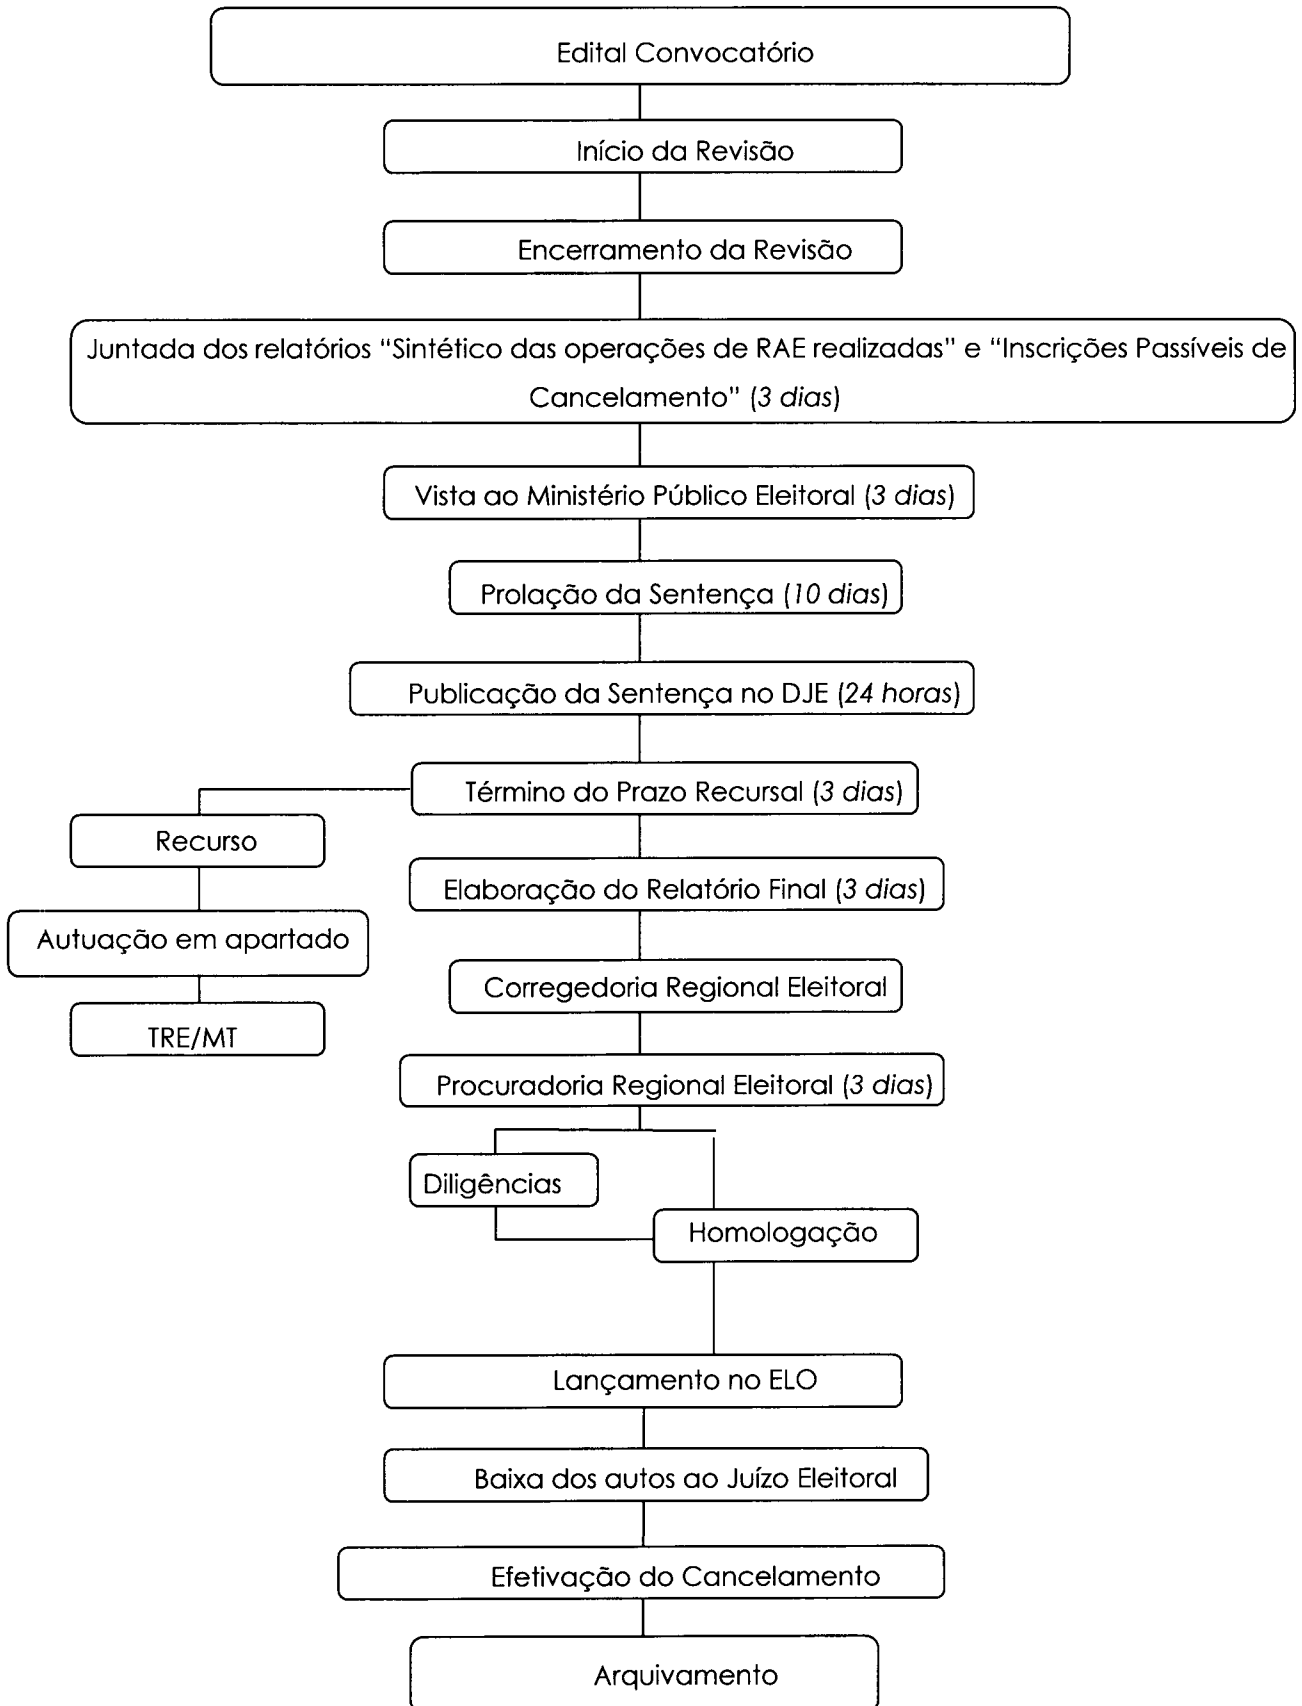 Edital Convocatório
Início da Revisão
Encerramento da Revisão
Juntada dos relatórios “Sintético das operações de RAE realizadas” e “Inscrições Passíveis de
Cancelamento” (3 dias)
Vista ao Ministério Público Eleitoral (3 dias)
Prolação da Sentença (10 dias)
Publicação da Sentença no DJE (24 horas)
Término do Prazo Recursal (3 dias)
Recurso
Elaboração do Relatório Final (3 dias)
Autuação em apartado
Corregedoria Regional Eleitoral
TRE/MT
Procuradoria Regional Eleitoral (3 dias)
Diligências
Homologação
Lançamento no ELO
Baixa dos autos ao Juízo Eleitoral
Efetivação do Cancelamento
Arquivamento